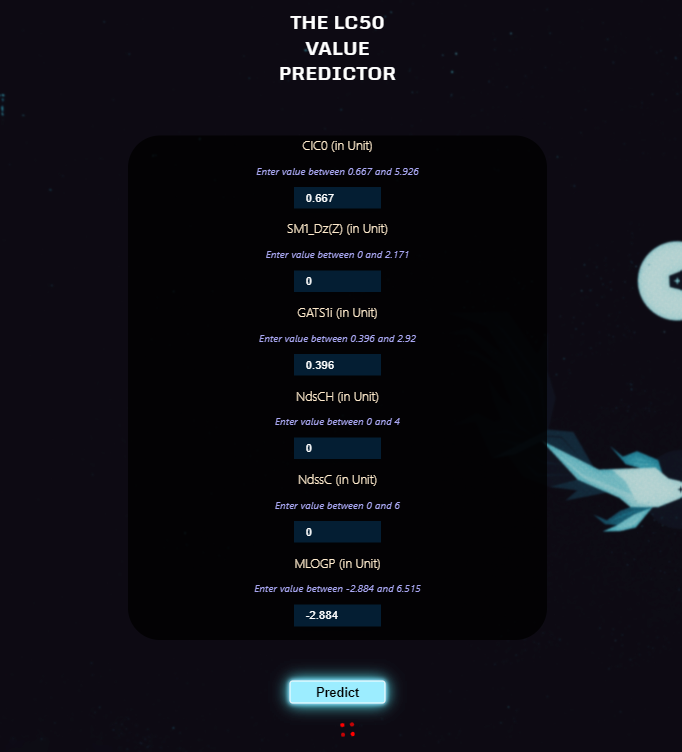 THE LC50
VALUE
PREDICTOR
CIC0 (in Unit)
Enter value between 0.667 and 5.926
0.667
SM1_Dz(Z) (in Unit)
Enter value between 0 and 2.171
0
GATS1i (in Unit)
Enter value between 0.396 and 2.92
0.396
NdsCH (in Unit)
Enter value between 0 and 4
0
NdssC (in Unit)
Enter value between 0 and 6
0
MLOGP (in Unit)
Enter value between -2.884 and 6.515
-2.884
Predict